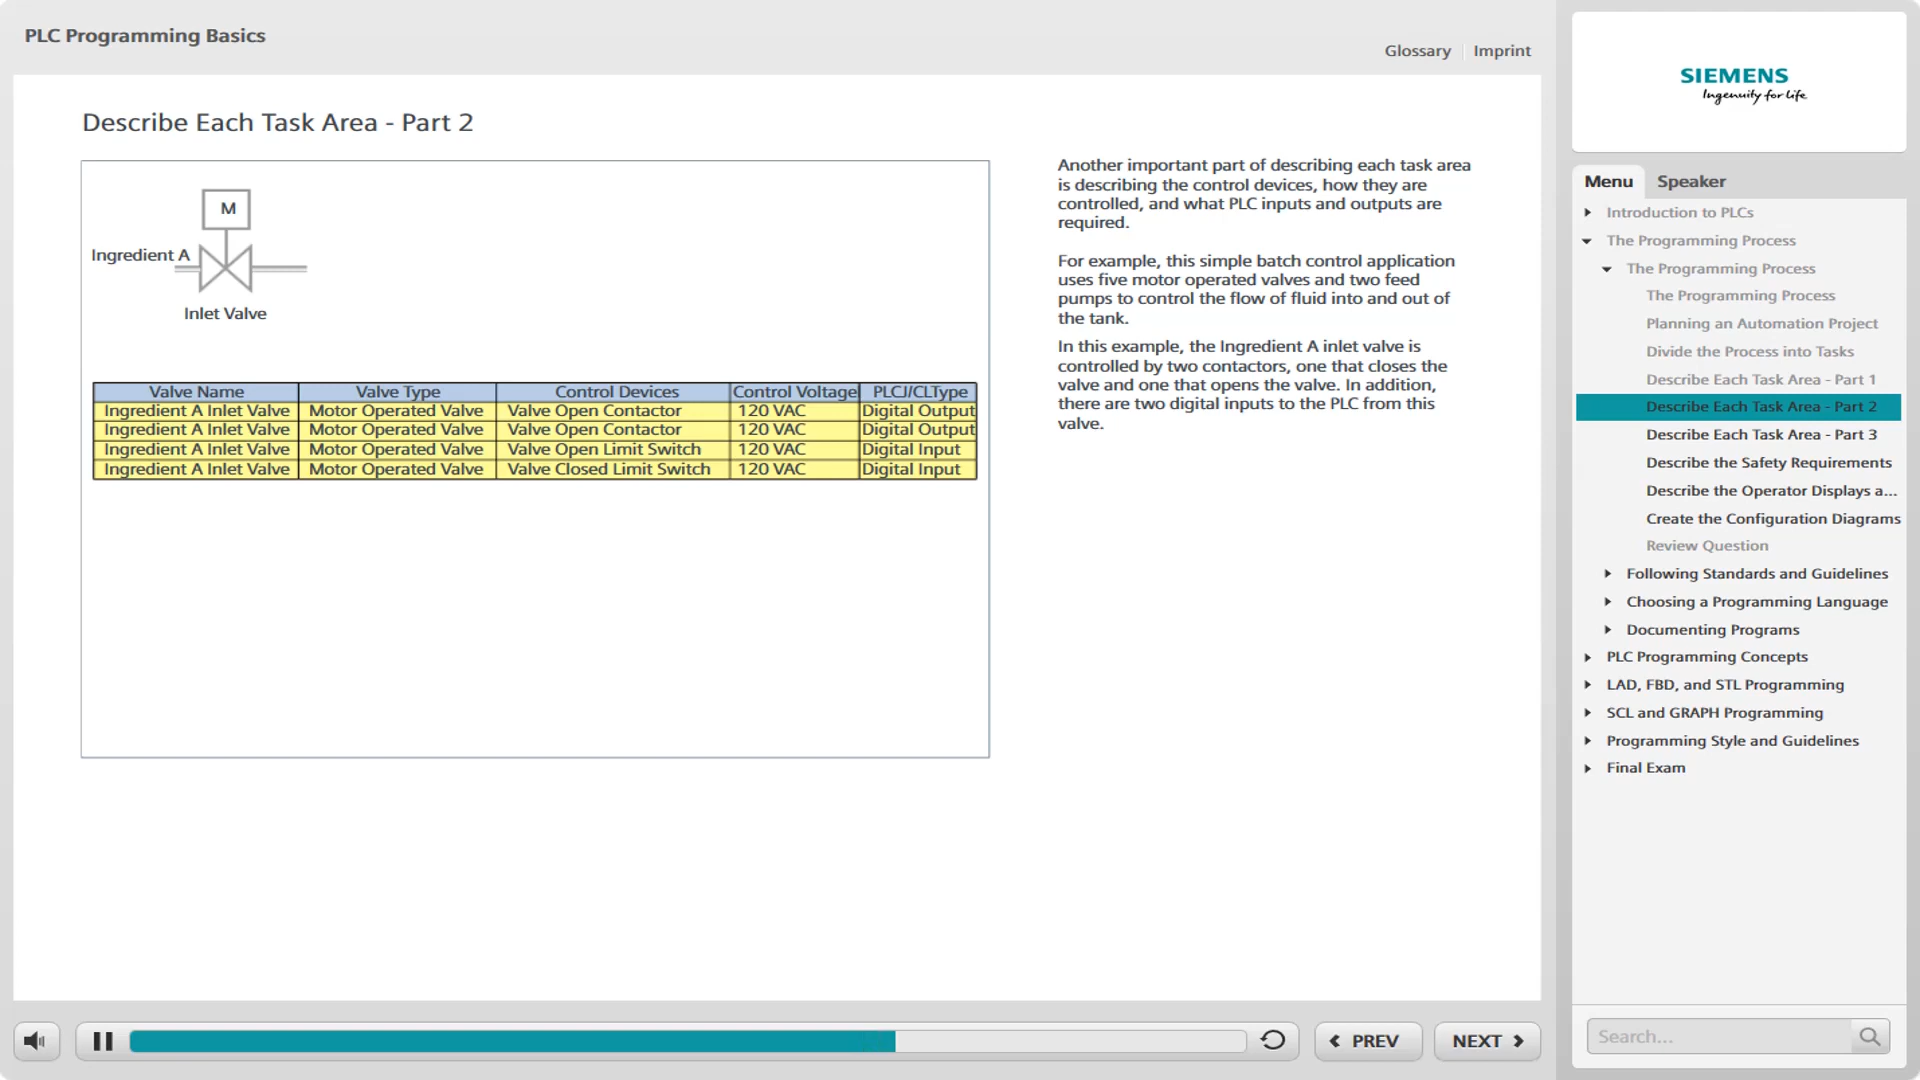 PLC Programming Basics
Glossary
Imprint
Describe Each Task Area - Part 2
M
Ingredient A
Inlet Valve
Valve Name Valve Type Control Devices Control Voltage PLCJ/CLType
Ingredient A Inlet Valve Motor Operated Valve Valve Open Contactor 120 VAC Digital Output
Ingredient A Inlet Valve Motor Operated Valve Valve Open Contactor 120 VAC Digital Output
Ingredient A Inlet Valve Motor Operated Valve Valve Open Limit Switch 120 VAC Digital Input
Ingredient A Inlet Valve Motor Operated Valve Valve Closed Limit Switch 120 VAC Digital Input
Another important part of describing each task area
is describing the control devices, how they are
controlled, and what PLC inputs and outputs are
required.
For example, this simple batch control application
uses five motor operated valves and two feed
pumps to control the flow of fluid into and out of
the tank.
In this example, the Ingredient A inlet valve is
controlled by two contactors, one that closes the
valve and one that opens the valve. In addition,
there are two digital inputs to the PLC from this
valve.
SIEMENS
Ingenuity for life
Menu Speaker
Introduction to PLCs
The Programming Process
The Programming Process
The Programming Process
Planning an Automation Project
Divide the Process into Tasks
Describe Each Task Area - Part 1
Describe Each Task Area - Part 2
Describe Each Task Area - Part 3
Describe the Safety Requirements
Describe the Operator Displays a...
Create the Configuration Diagrams
Review Question
Following Standards and Guidelines
Choosing a Programming Language
Documenting Programs
PLC Programming Concepts
LAD, FBD, and STL Programming
SCL and GRAPH Programming
Programming Style and Guidelines
Final Exam
Search...
PREV
NEXT